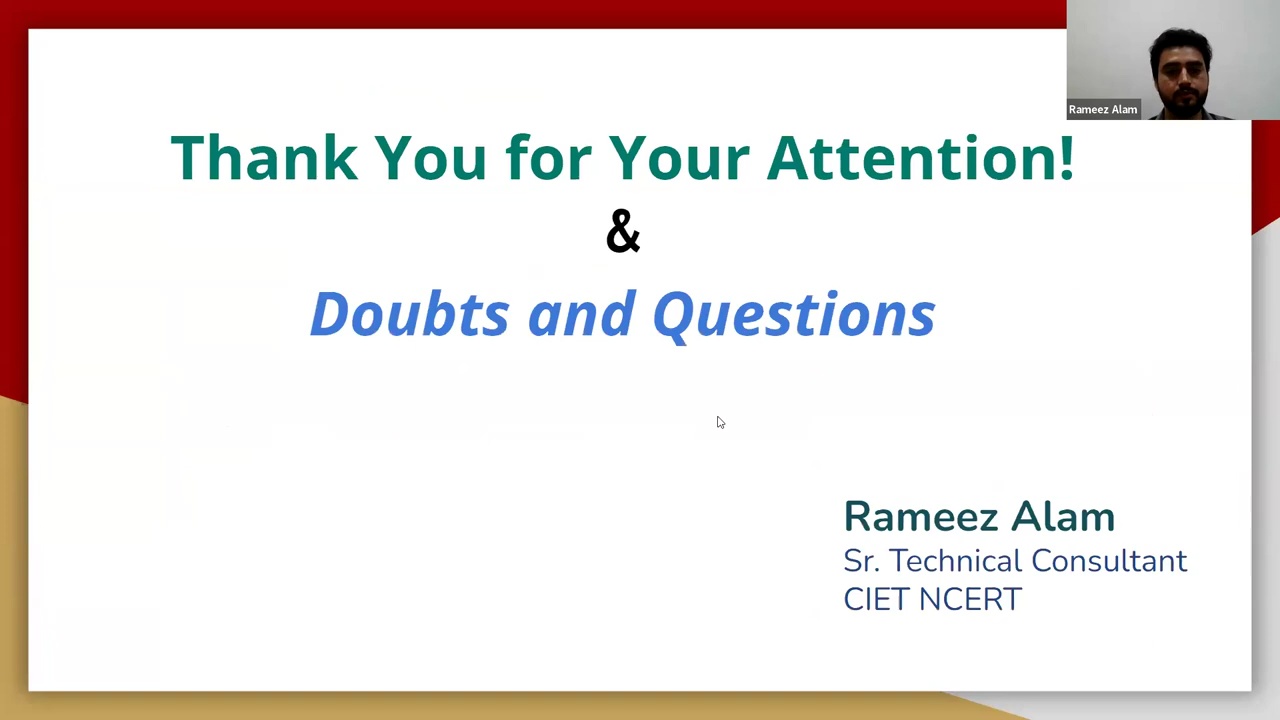 Rameez Alam
Thank You for Your Attention!
&
Doubts and Questions
Rameez Alam
Sr. Technical Consultant
CIET NCERT